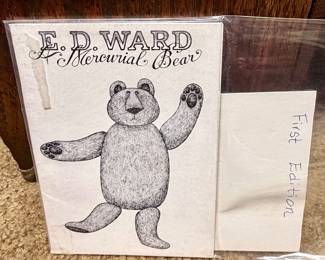 E. D. WARD
A Mercurial Bear
First Edition